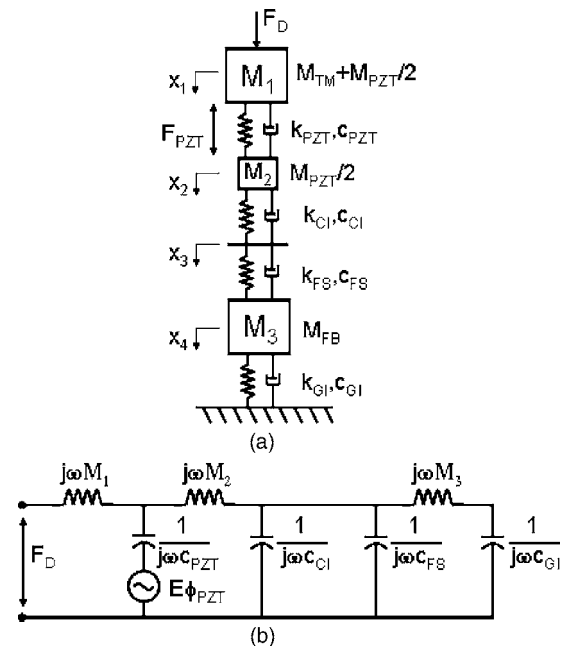 F_D
x_1
M_1
M_TM+M_PZT/2
F_PZT
k_PZT,c_PZT
x_2
M_2
M_PZT/2
k_CI,c_CI
x_3
k_FS,c_FS
x_4
M_3
M_FB
k_GI,c_GI
(a)
jωM_1
jωM_2
jωM_3
F_D
1
jωc_PZT
1
jωc_CI
1
jωc_FS
1
jωc_GI
Eϕ_PZT
(b)